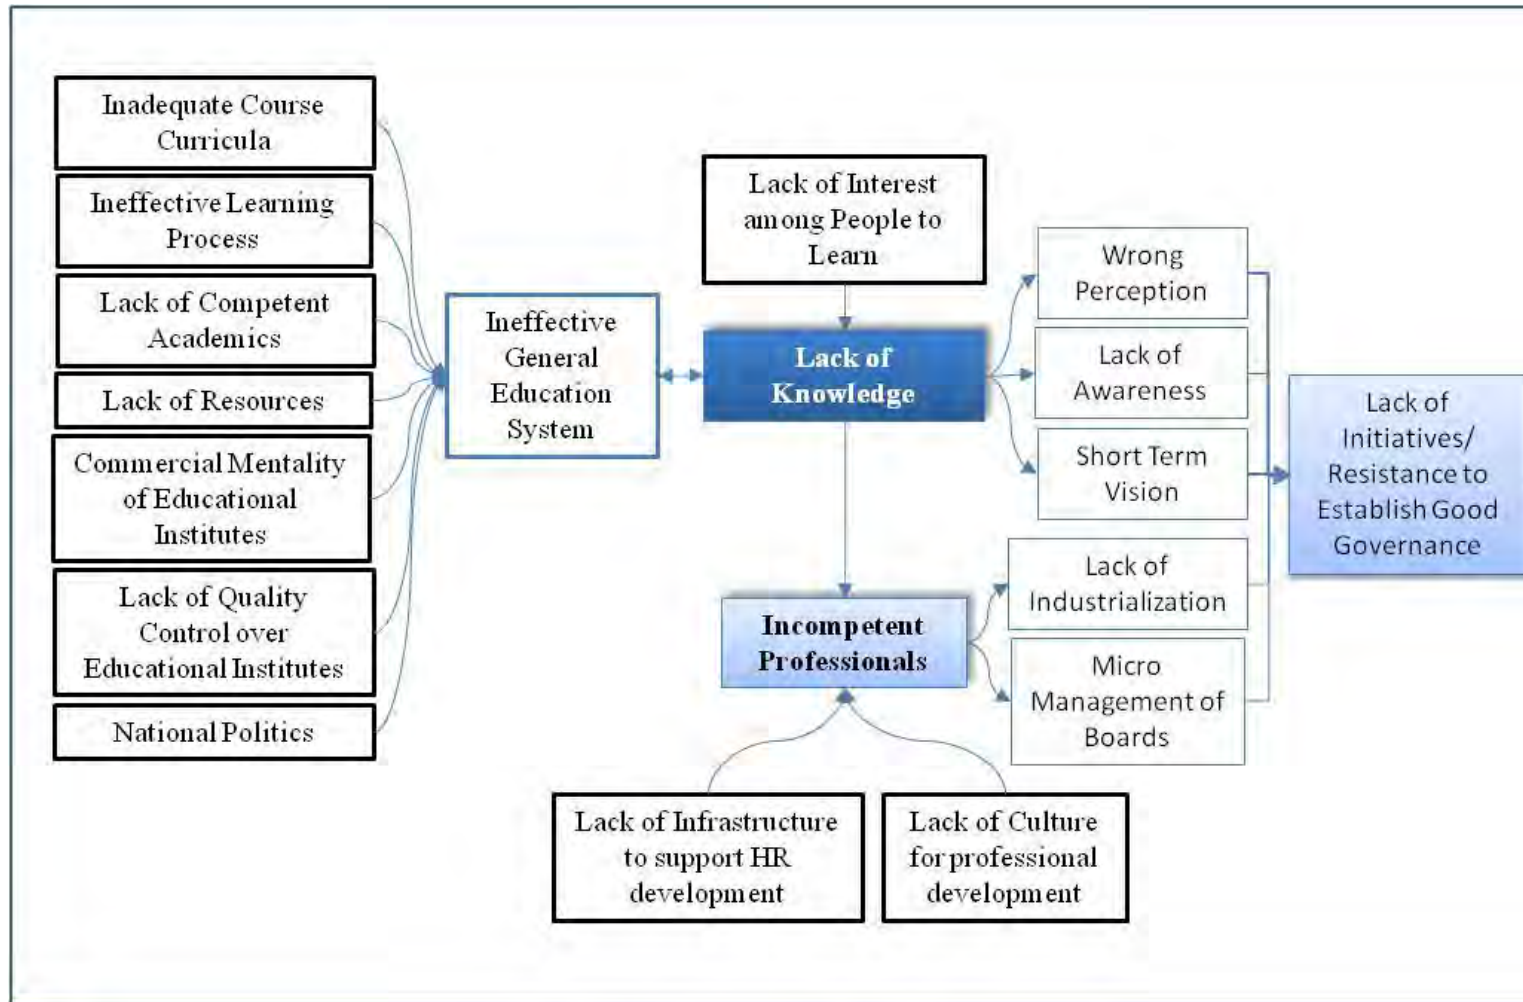 Inadequate Course
Curricula
Ineffective Learning
Process
Lack of Competent
Academics
Lack of Resources
Commercial Mentality
of Educational
Institutes
Lack of Quality
Control over
Educational Institutes
National Politics
Ineffective
General
Education
System
Lack of Interest
among People to
Learn
Lack of
Knowledge
Incompetent
Professionals
Lack of Infrastructure
to support HR
development
Lack of Culture
for professional
development
Wrong
Perception
Lack of
Awareness
Short Term
Vision
Lack of
Industrialization
Micro
Management of
Boards
Lack of
Initiatives/
Resistance to
Establish Good
Governance